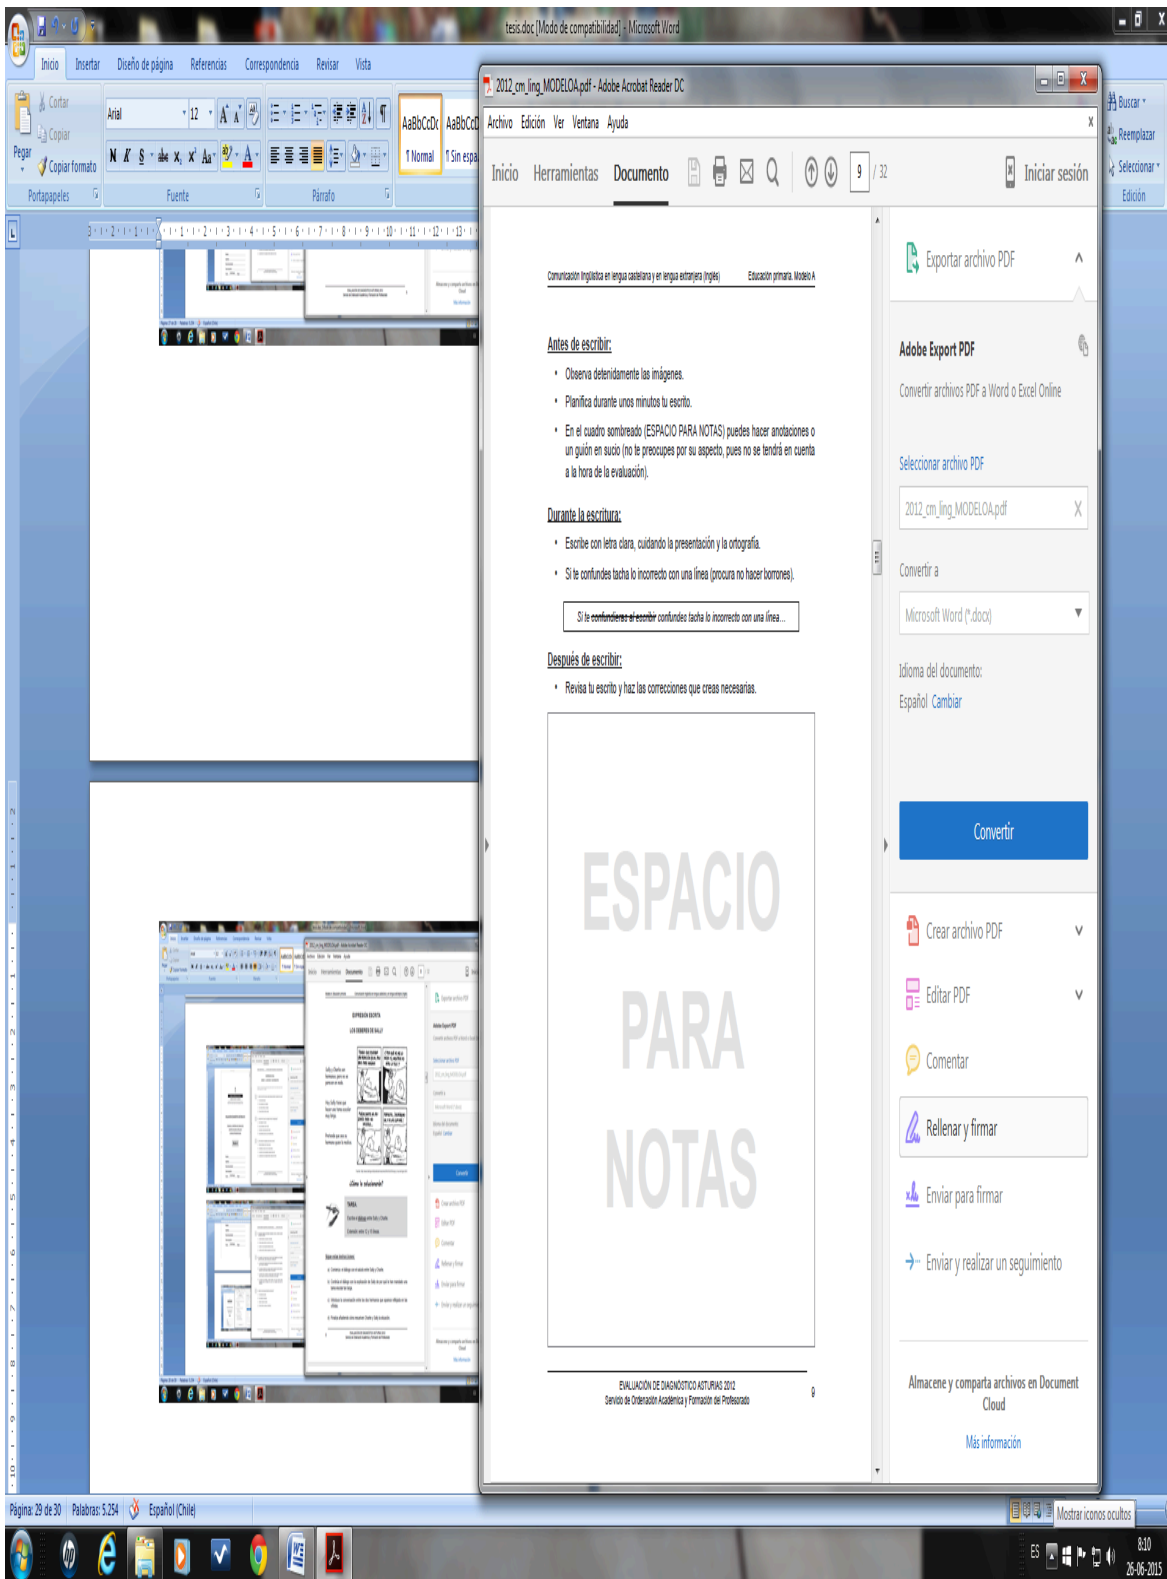 tesis.doc [Modo de compatibilidad] - Microsoft Word
Inicio Insertar Diseño de página Referencias Correspondencia Revisar Vista
Pegar
Cortar
Copiar
Copiar formato
Portapapeles
Arial 12
Fuente
Párrafo
AaBbCcDc
¶ Normal
¶ Sin espa
Buscar
Reemplazar
Seleccionar
Edición
2012_cm_ling_MODELOA.pdf - Adobe Acrobat Reader DC
Archivo Edición Ver Ventana Ayuda
Inicio Herramientas Documento 9 / 32 Iniciar sesión
Comunicación lingüística en lengua castellana y en lengua extranjera (Inglés) Educación primaria. Modelo A
Antes de escribir:
• Observa detenidamente las imágenes.
• Planifica durante unos minutos tu escrito.
• En el cuadro sombreado (ESPACIO PARA NOTAS) puedes hacer anotaciones o
un guión en sucio (no te preocupes por su aspecto, pues no se tendrá en cuenta
a la hora de la evaluación).
Durante la escritura:
• Escribe con letra clara, cuidando la presentación y la ortografía.
• Si te confundes tacha lo incorrecto con una línea (procura no hacer borrones).
Si te confundieras al escribir confundes tacha lo incorrecto con una línea...
Después de escribir:
• Revisa tu escrito y haz las correcciones que creas necesarias.
ESPACIO
PARA
NOTAS
EVALUACIÓN DE DIAGNÓSTICO ASTURIAS 2012
Servicio de Ordenación Académica y Formación del Profesorado
9
Exportar archivo PDF
Adobe Export PDF
Convertir archivos PDF a Word o Excel Online
Seleccionar archivo PDF
2012_cm_ling_MODELOA.pdf
Convertir a
Microsoft Word (*.docx)
Idioma del documento:
Español Cambiar
Convertir
Crear archivo PDF
Editar PDF
Comentar
Rellenar y firmar
Enviar para firmar
Enviar y realizar un seguimiento
Almacene y comparta archivos en Document
Cloud
Más información
EXPRESIÓN ESCRITA
LOS DEBERES DE SALLY
¿Cómo lo solucionarán?
TAREA
Página: 29 de 30 Palabras: 5.254 Español (Chile)
Mostrar iconos ocultos
ES
8:10
26-06-2015